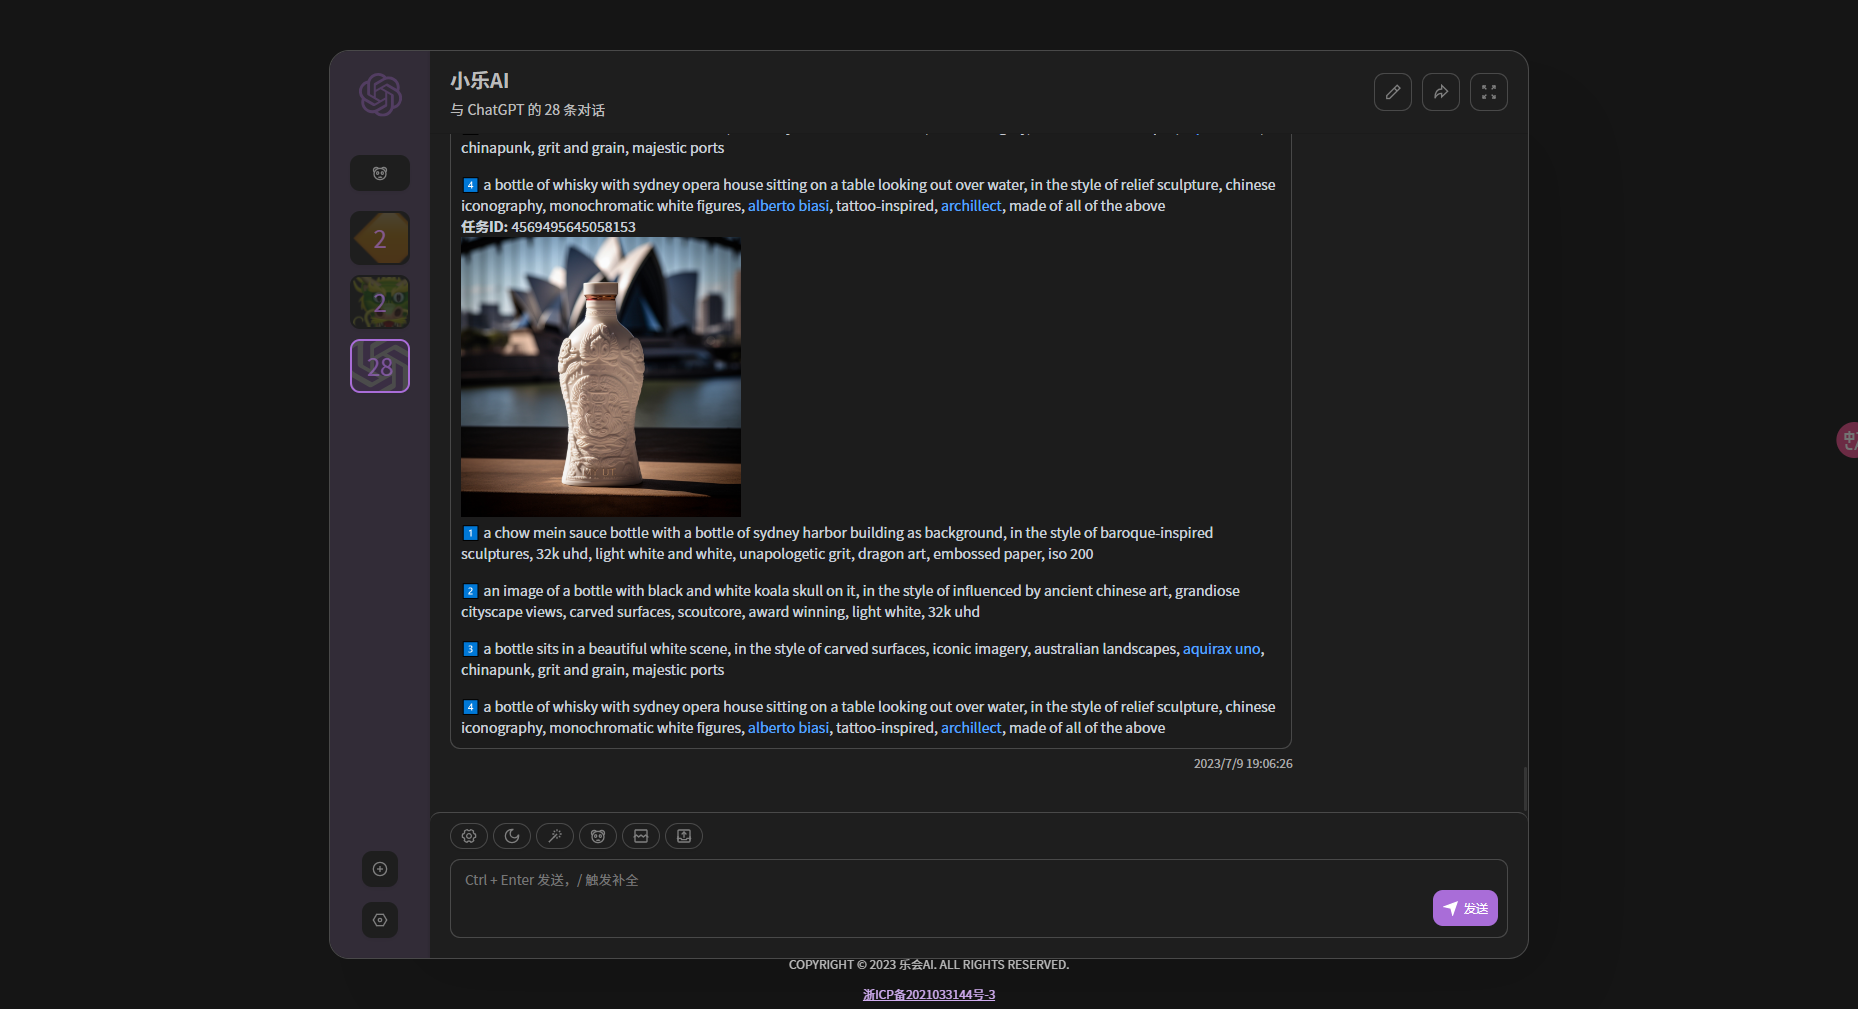 小乐AI
与 ChatGPT 的 28 条对话
2
2
28
chinapunk, grit and grain, majestic ports
4 a bottle of whisky with sydney opera house sitting on a table looking out over water, in the style of relief sculpture, chinese
iconography, monochromatic white figures, alberto biasi, tattoo-inspired, archillect, made of all of the above
任务ID: 4569495645058153
1 a chow mein sauce bottle with a bottle of sydney harbor building as background, in the style of baroque-inspired
sculptures, 32k uhd, light white and white, unapologetic grit, dragon art, embossed paper, iso 200
2 an image of a bottle with black and white koala skull on it, in the style of influenced by ancient chinese art, grandiose
cityscape views, carved surfaces, scoutcore, award winning, light white, 32k uhd
3 a bottle sits in a beautiful white scene, in the style of carved surfaces, iconic imagery, australian landscapes, aquirax uno,
chinapunk, grit and grain, majestic ports
4 a bottle of whisky with sydney opera house sitting on a table looking out over water, in the style of relief sculpture, chinese
iconography, monochromatic white figures, alberto biasi, tattoo-inspired, archillect, made of all of the above
2023/7/9 19:06:26
Ctrl + Enter 发送，/ 触发补全
发送
COPYRIGHT © 2023 乐会AI. ALL RIGHTS RESERVED.
浙ICP备2021033144号-3